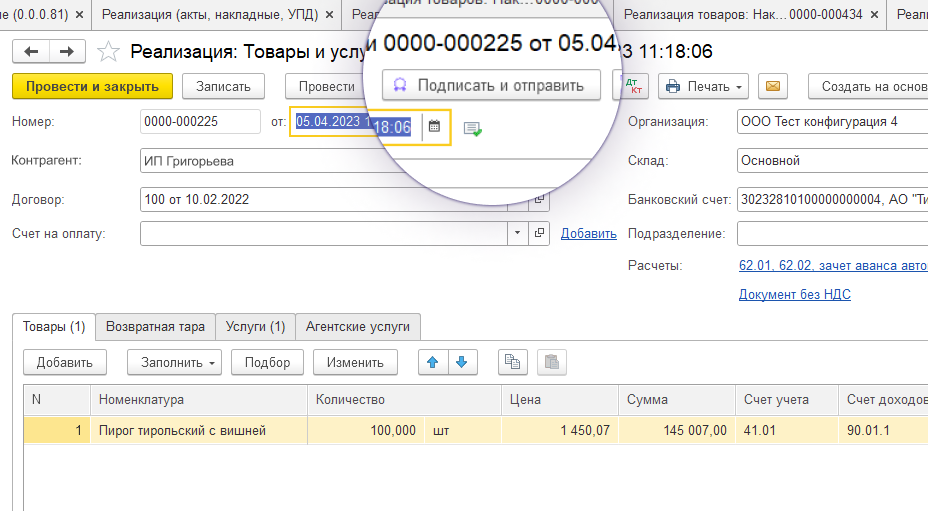 ие (0.0.0.81) × Реализация (акты, накладные, УПД) × Реализация товаров: Нак...0000-000 Реализация товаров: Нак... 0000-000434 × Реали
Реализация: Товары и услу и 0000-000225 от 05.04 3 11:18:06
Провести и закрыть Записать Провести Подписать и отправить Дт Кт Печать Создать на осно
Номер: 0000-000225 от: 05.04.2023 1 18:06 Организация: ООО Тест конфигурация 4
Контрагент: ИП Григорьева Склад: Основной
Договор: 100 от 10.02.2022 Банковский счет: 30232810100000000004, АО "Ти
Счет на оплату: Добавить Подразделение:
Расчеты: 62.01, 62.02, зачет аванса авто
Документ без НДС
Товары (1) Возвратная тара Услуги (1) Агентские услуги
Добавить Заполнить Подбор Изменить
N Номенклатура Количество Цена Сумма Счет учета Счет доходов
1 Пирог тирольский с вишней 100,000 шт 1 450,07 145 007,00 41.01 90.01.1